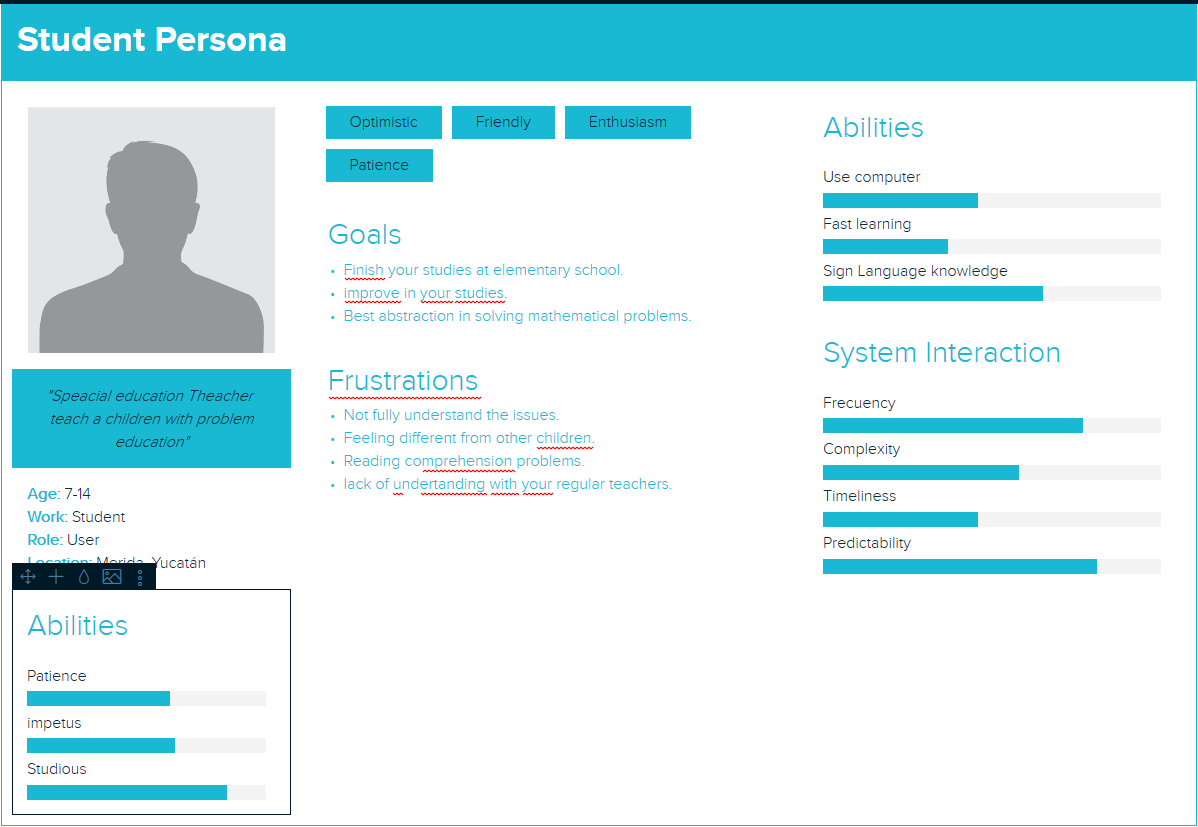 Student Persona
Optimistic
Friendly
Enthusiasm
Patience
Goals
• Finish your studies at elementary school.
• improve in your studies.
• Best abstraction in solving mathematical problems.
Frustrations
• Not fully understand the issues.
• Feeling different from other children.
• Reading comprehension problems.
• lack of undertanding with your regular teachers.
"Speacial education Theacher
teach a children with problem
education"
Age: 7-14
Work: Student
Role: User
Location: Merida, Yucatán
Abilities
Patience
impetus
Studious
Abilities
Use computer
Fast learning
Sign Language knowledge
System Interaction
Frecuency
Complexity
Timeliness
Predictability